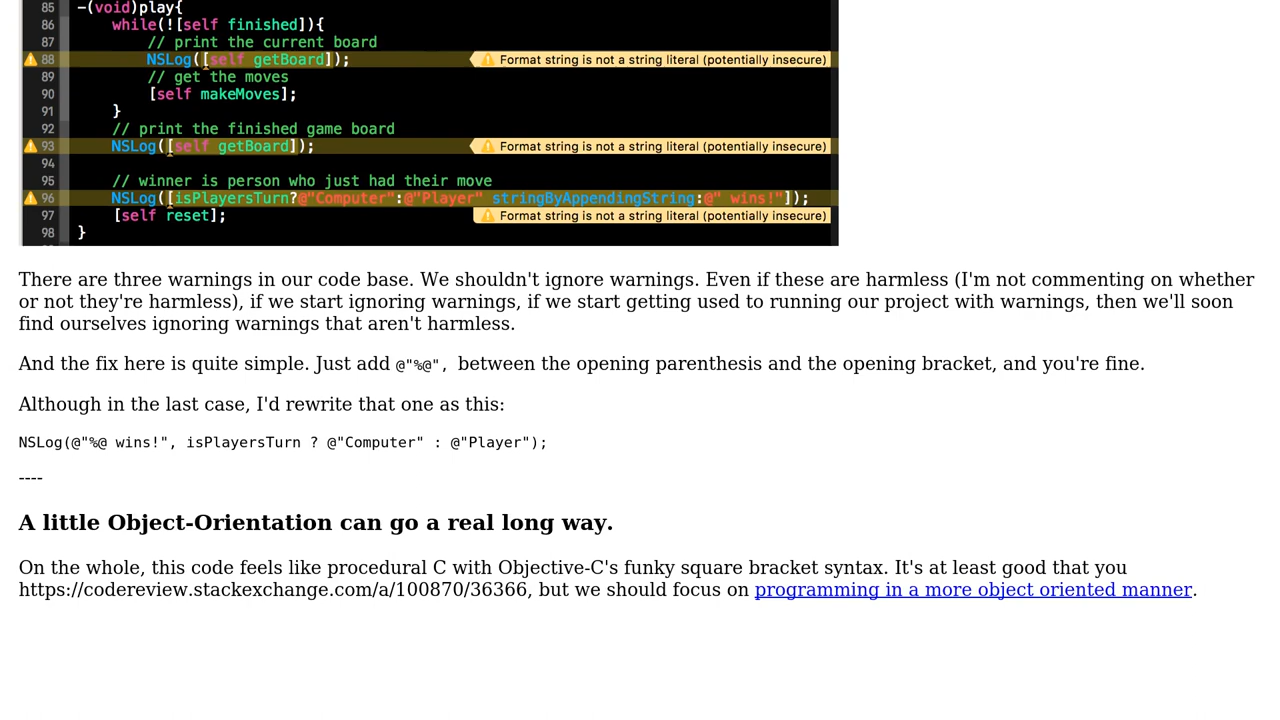 85 -(void)play{
86 while(![self finished]){
87 // print the current board
88 NSLog([self getBoard]); Format string is not a string literal (potentially insecure)
89 // get the moves
90 [self makeMoves];
91 }
92 // print the finished game board
93 NSLog([self getBoard]); Format string is not a string literal (potentially insecure)
94
95 // winner is person who just had their move
96 NSLog([isPlayersTurn?@"Computer":@"Player" stringByAppendingString:@" wins!"]);
97 [self reset]; Format string is not a string literal (potentially insecure)
98 }
There are three warnings in our code base. We shouldn't ignore warnings. Even if these are harmless (I'm not commenting on whether
or not they're harmless), if we start ignoring warnings, if we start getting used to running our project with warnings, then we'll soon
find ourselves ignoring warnings that aren't harmless.
And the fix here is quite simple. Just add @"%@", between the opening parenthesis and the opening bracket, and you're fine.
Although in the last case, I'd rewrite that one as this:
NSLog(@"%@ wins!", isPlayersTurn ? @"Computer" : @"Player");
----
A little Object-Orientation can go a real long way.
On the whole, this code feels like procedural C with Objective-C's funky square bracket syntax. It's at least good that you
https://codereview.stackexchange.com/a/100870/36366, but we should focus on programming in a more object oriented manner.